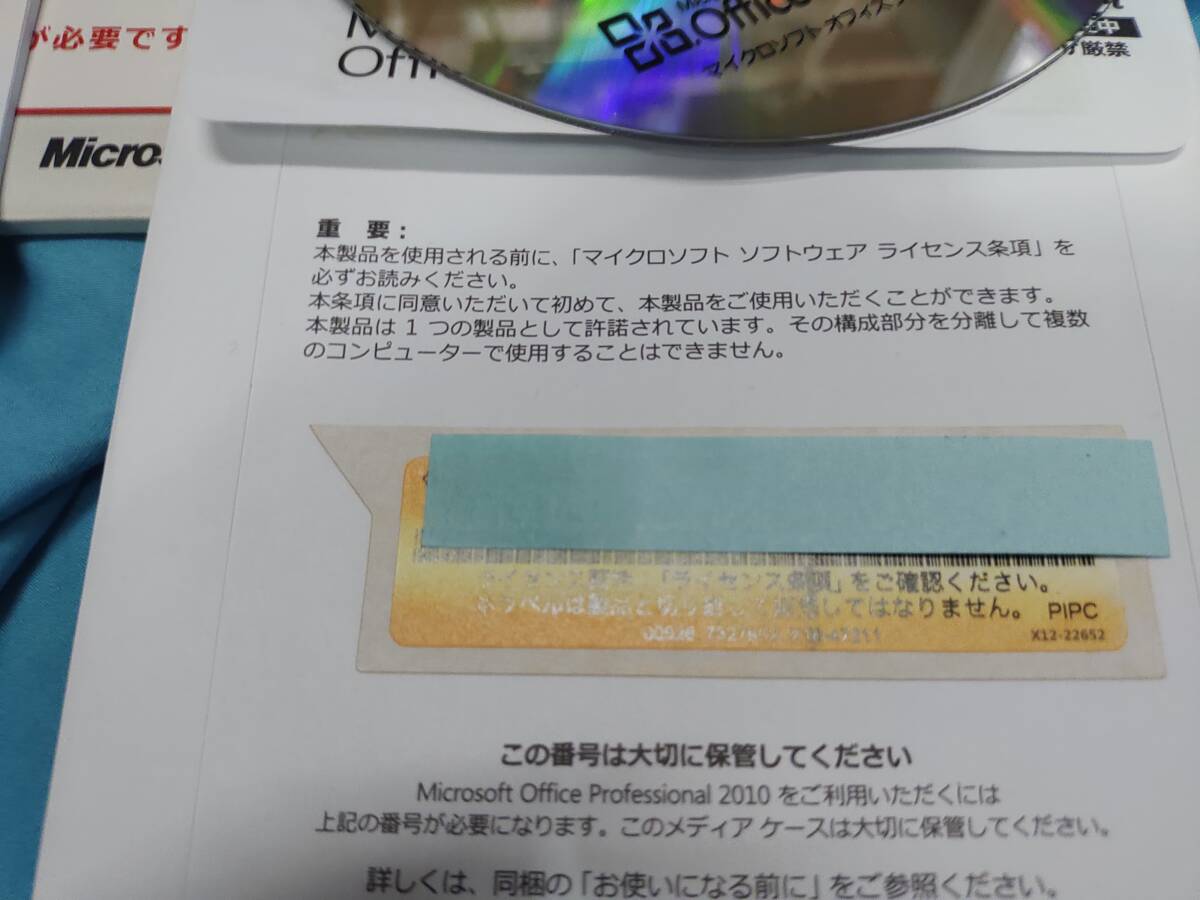 が必要です
Micros
Offi
Office
マイクロソフト オフィス
厳禁
重 要：
本製品を使用される前に、「マイクロソフト ソフトウェア ライセンス条項」を
必ずお読みください。
本条項に同意いただいて初めて、本製品をご使用いただくことができます。
本製品は 1 つの製品として許諾されています。その構成部分を分離して複数
のコンピューターで使用することはできません。
「ライセンス条項」をご確認ください。
してはなりません。 PIPC
X12-22652
この番号は大切に保管してください
Microsoft Office Professional 2010 をご利用いただくには
上記の番号が必要になります。このメディア ケースは大切に保管してください。
詳しくは、同梱の「お使いになる前に」をご参照ください。